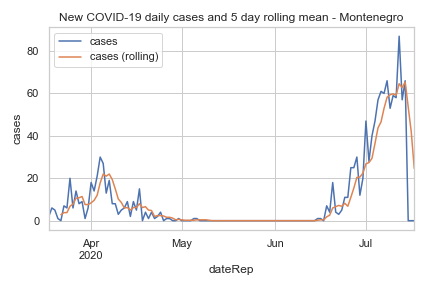 New COVID-19 daily cases and 5 day rolling mean - Montenegro
cases
cases (rolling)
80
60
40
20
0
cases
Apr
2020
May
Jun
Jul
dateRep